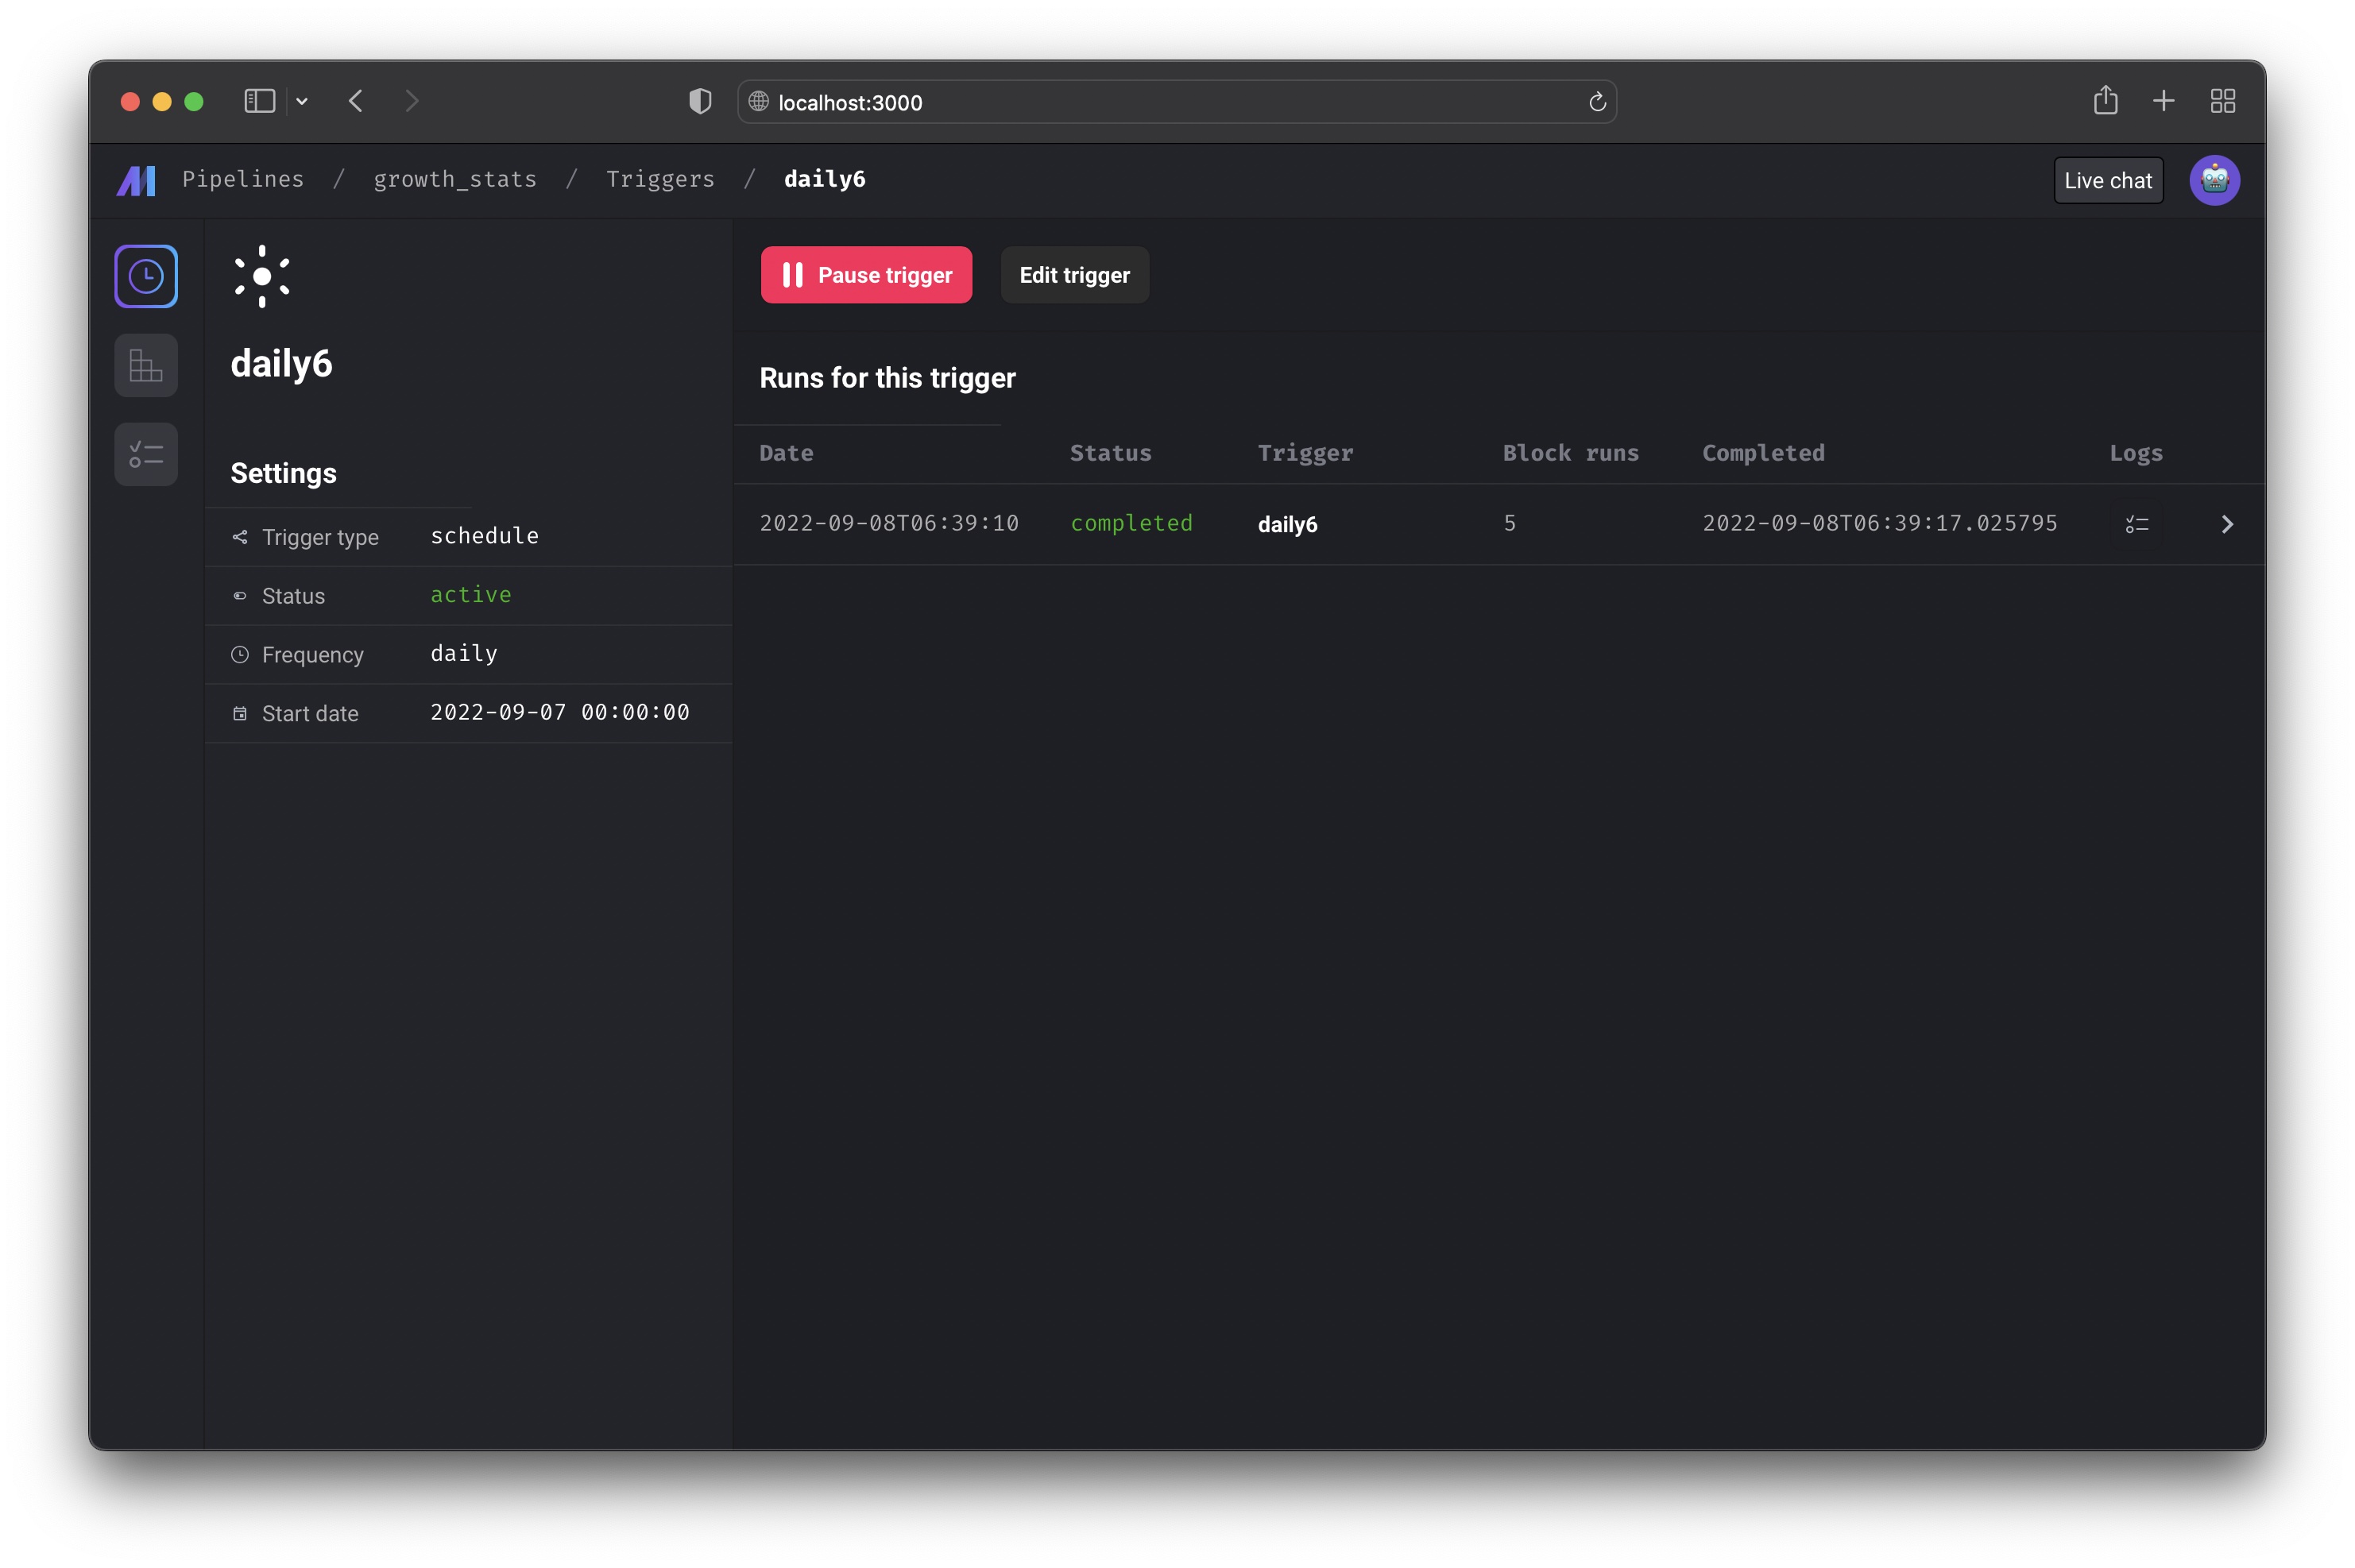 localhost:3000
Pipelines / growth_stats / Triggers / daily6
Live chat
daily6
Settings
Trigger type schedule
Status active
Frequency daily
Start date 2022-09-07 00:00:00
Pause trigger
Edit trigger
Runs for this trigger
Date Status Trigger Block runs Completed Logs
2022-09-08T06:39:10 completed daily6 5 2022-09-08T06:39:17.025795